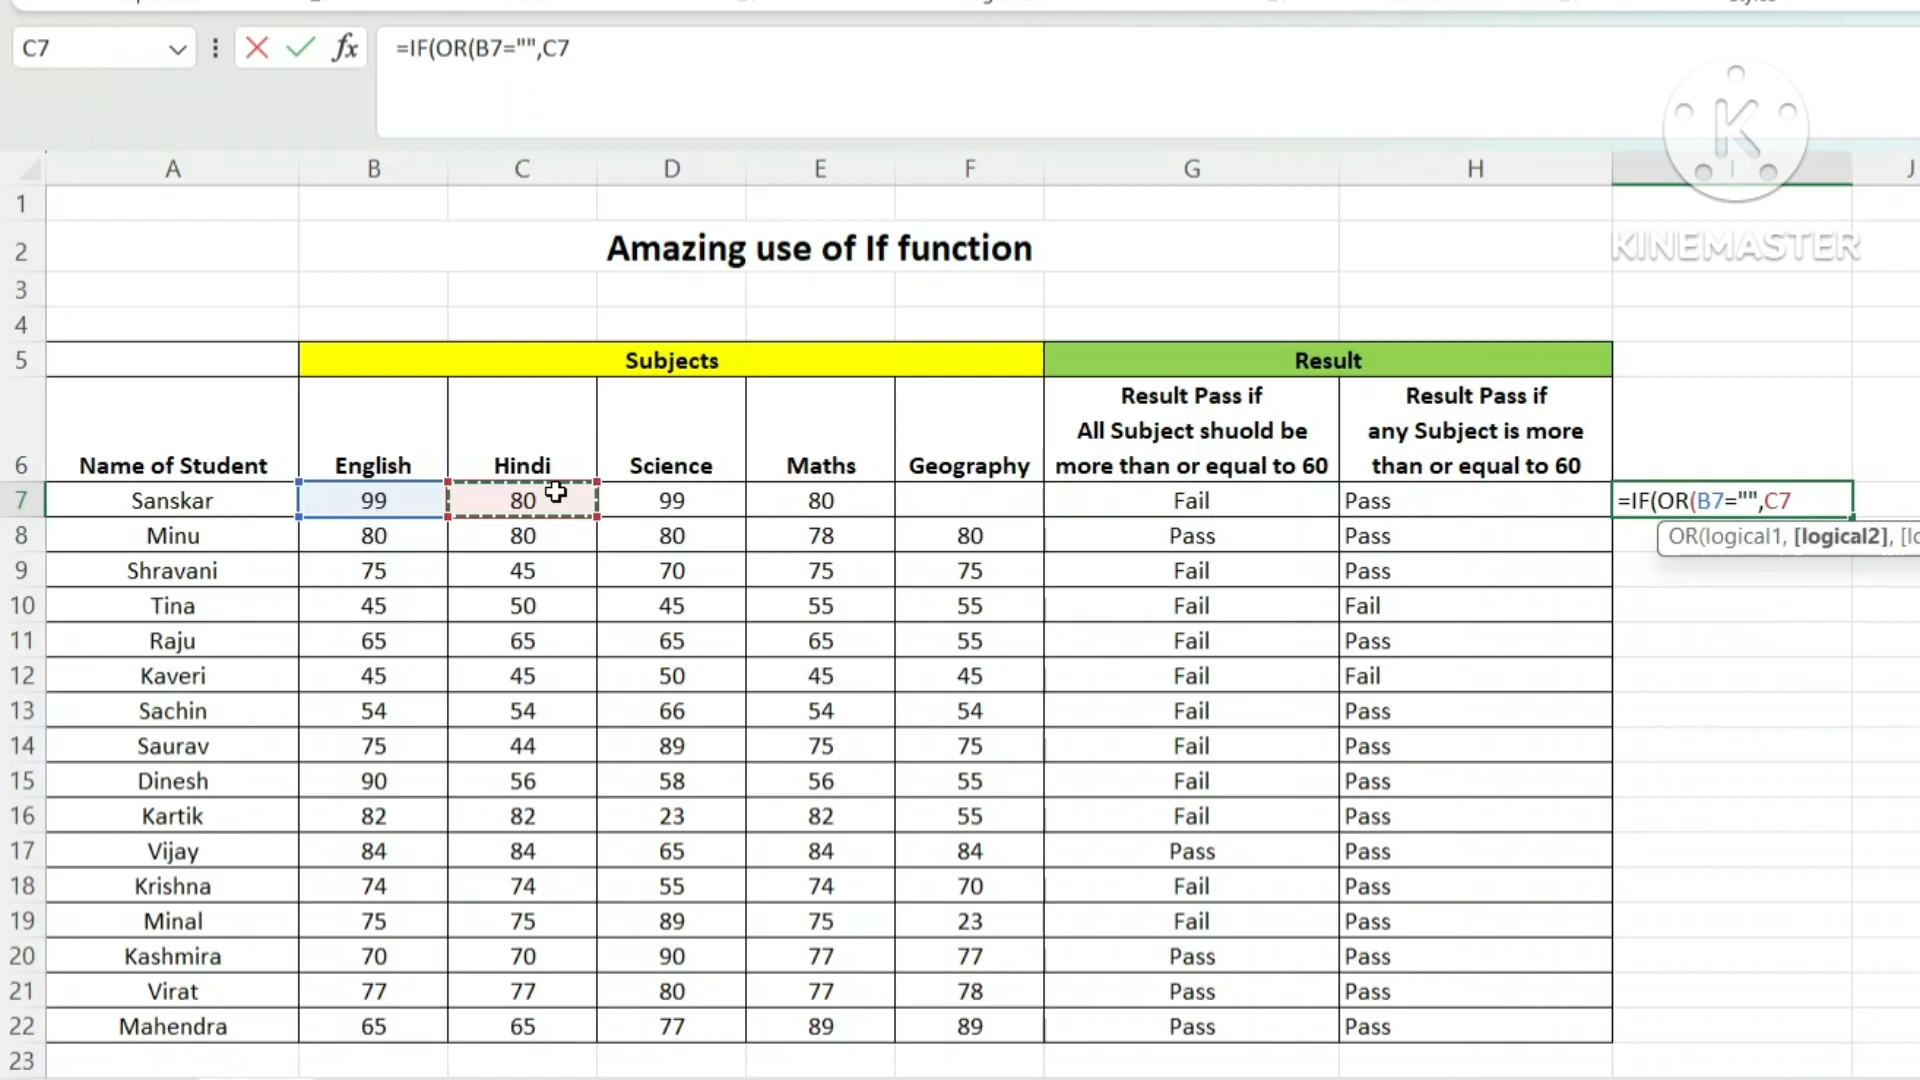 C7 fx =IF(OR(B7="",C7
A B C D E F G H I J
KINEMASTER
1
2 Amazing use of If function
3
4
5 Subjects Result
6 Name of Student English Hindi Science Maths Geography Result Pass if All Subject shuold be more than or equal to 60 Result Pass if any Subject is more than or equal to 60
7 Sanskar 99 80 99 80 Fail Pass =IF(OR(B7="",C7
OR(logical1, [logical2], [lo
8 Minu 80 80 80 78 80 Pass Pass
9 Shravani 75 45 70 75 75 Fail Pass
10 Tina 45 50 45 55 55 Fail Fail
11 Raju 65 65 65 65 55 Fail Pass
12 Kaveri 45 45 50 45 45 Fail Fail
13 Sachin 54 54 66 54 54 Fail Pass
14 Saurav 75 44 89 75 75 Fail Pass
15 Dinesh 90 56 58 56 55 Fail Pass
16 Kartik 82 82 23 82 55 Fail Pass
17 Vijay 84 84 65 84 84 Pass Pass
18 Krishna 74 74 55 74 70 Fail Pass
19 Minal 75 75 89 75 23 Fail Pass
20 Kashmira 70 70 90 77 77 Pass Pass
21 Virat 77 77 80 77 78 Pass Pass
22 Mahendra 65 65 77 89 89 Pass Pass
23